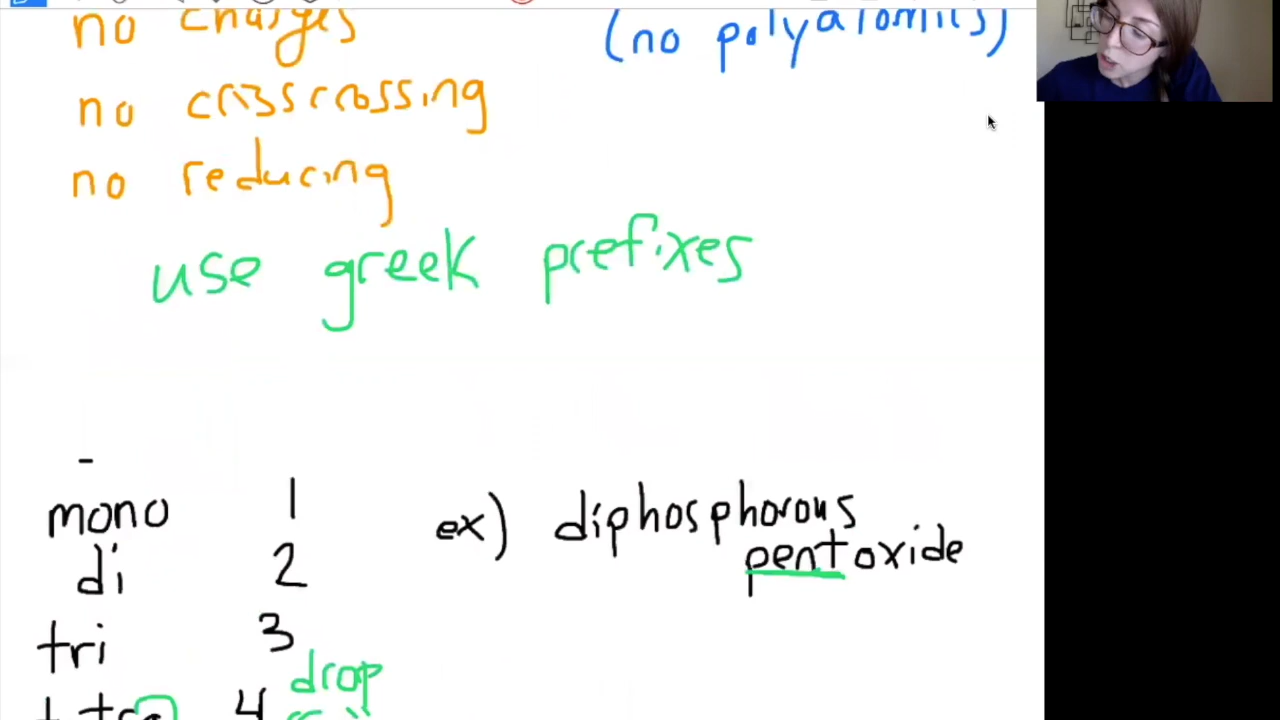 no charges
(no polyatomics)
no crisscrossing
no reducing
use greek prefixes
mono 1
di 2
tri 3
drop
4
ex) diphosphorous
pentoxide